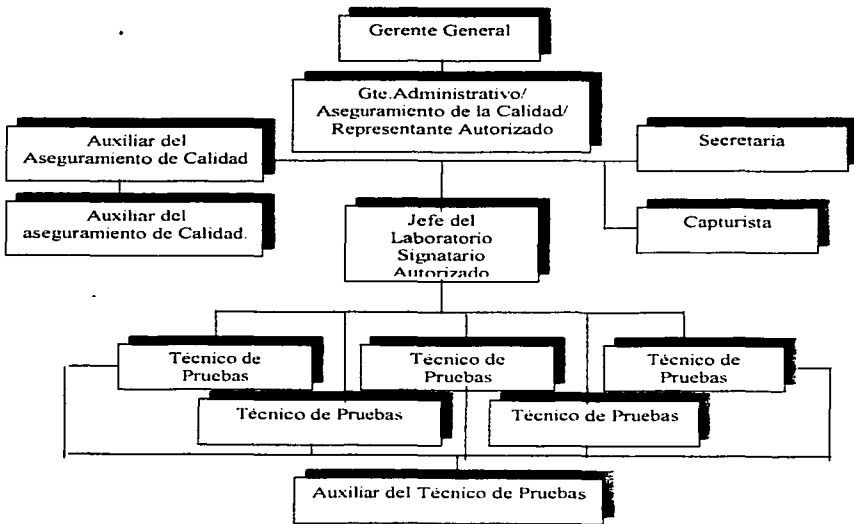 Gerente General
Gte.Administrativo/
Aseguramiento de la Calidad/
Representante Autorizado
Auxiliar del
Aseguramiento de Calidad
Secretaria
Auxiliar del
aseguramiento de Calidad.
Jefe del
Laboratorio
Signatario
Autorizado
Capturista
Técnico de
Pruebas
Técnico de
Pruebas
Técnico de
Pruebas
Técnico de Pruebas
Técnico de Pruebas
Auxiliar del Técnico de Pruebas